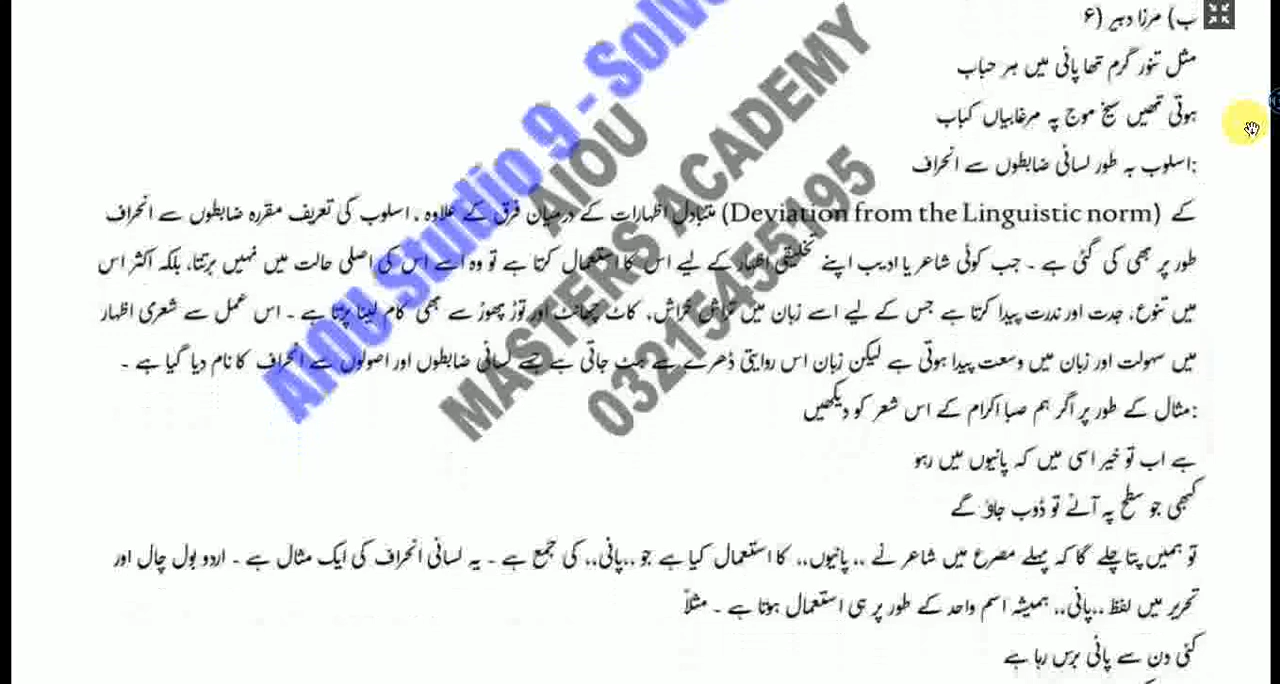 ب) مرزا دبیر (۶
مثل تنور گرم تھا پانی میں ہر حباب
ہوتی تھیں سیخ موج پہ مرغابیاں کباب
:اسلوب بہ طور لسانی ضابطوں سے انحراف
کے (Deviation from the Linguistic norm) متبادل اظہارات کے درمیان فرق کے علاوہ، اسلوب کی تعریف مقررہ ضابطوں سے انحراف
طور پر بھی کی گئی ہے۔ جب کوئی شاعر یا ادیب اپنے تخلیقی اظہار کے لیے اس کا استعمال کرتا ہے تو وہ اسے اس کی اصلی حالت میں نہیں برتتا، بلکہ اکثر اس
میں تنوع، جدت اور ندرت پیدا کرتا ہے جس کے لیے اسے زبان میں تراش خراش، کاٹ چھانٹ اور توڑ پھوڑ سے بھی کام لینا پڑتا ہے۔ اس عمل سے شعری اظہار
میں سہولت اور زبان میں وسعت پیدا ہوتی ہے لیکن زبان اس روایتی ڈھرے سے ہٹ جاتی ہے جسے لسانی ضابطوں اور اصولوں سے انحراف کا نام دیا گیا ہے۔
:مثال کے طور پر اگر ہم صبا اکرام کے اس شعر کو دیکھیں
ہے اب تو خیر اسی میں کہ پانیوں میں رہو
کبھی جو سطح پہ آئے تو ڈوب جاؤ گے
تو ہمیں پتا چلے گا کہ پہلے مصرع میں شاعر نے ،،پانیوں،، کا استعمال کیا ہے جو ،،پانی،، کی جمع ہے۔ یہ لسانی انحراف کی ایک مثال ہے۔ اردو بول چال اور
تحریر میں لفظ ،،پانی،، ہمیشہ اسم واحد کے طور پر ہی استعمال ہوتا ہے۔ مثلاً
کئی دن سے پانی برس رہا ہے
AIOU Studio 9 - Solve
AIOU
MASTERS ACADEMY
03215455195